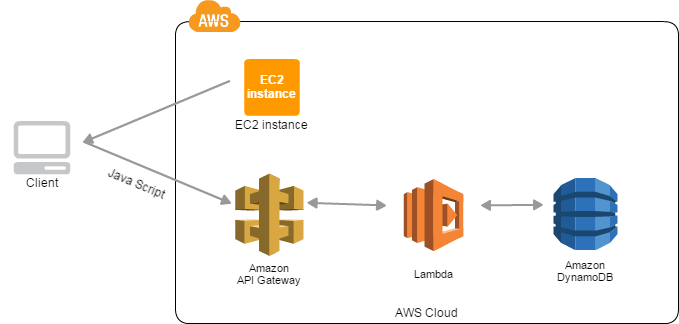 AWS
EC2
instance
EC2 instance
Client
Java Script
Amazon
API Gateway
Lambda
Amazon
DynamoDB
AWS Cloud